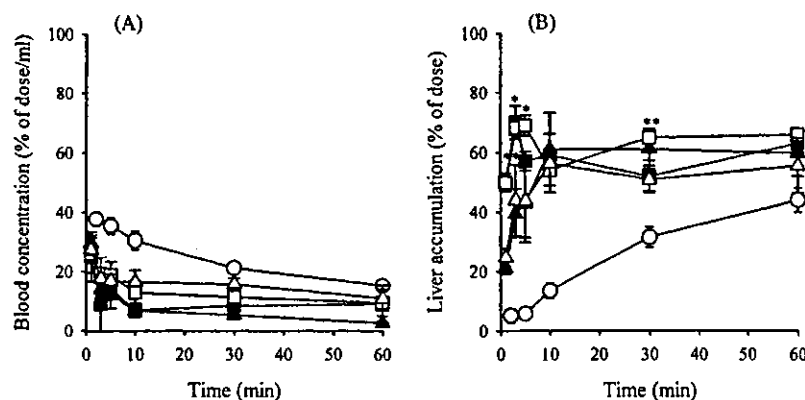 (A)
Blood concentration (% of dose/ml)
100
80
60
40
20
0
0 10 20 30 40 50 60
Time (min)
(B)
Liver accumulation (% of dose)
100
80
60
40
20
0
* *
**
**
0 10 20 30 40 50 60
Time (min)